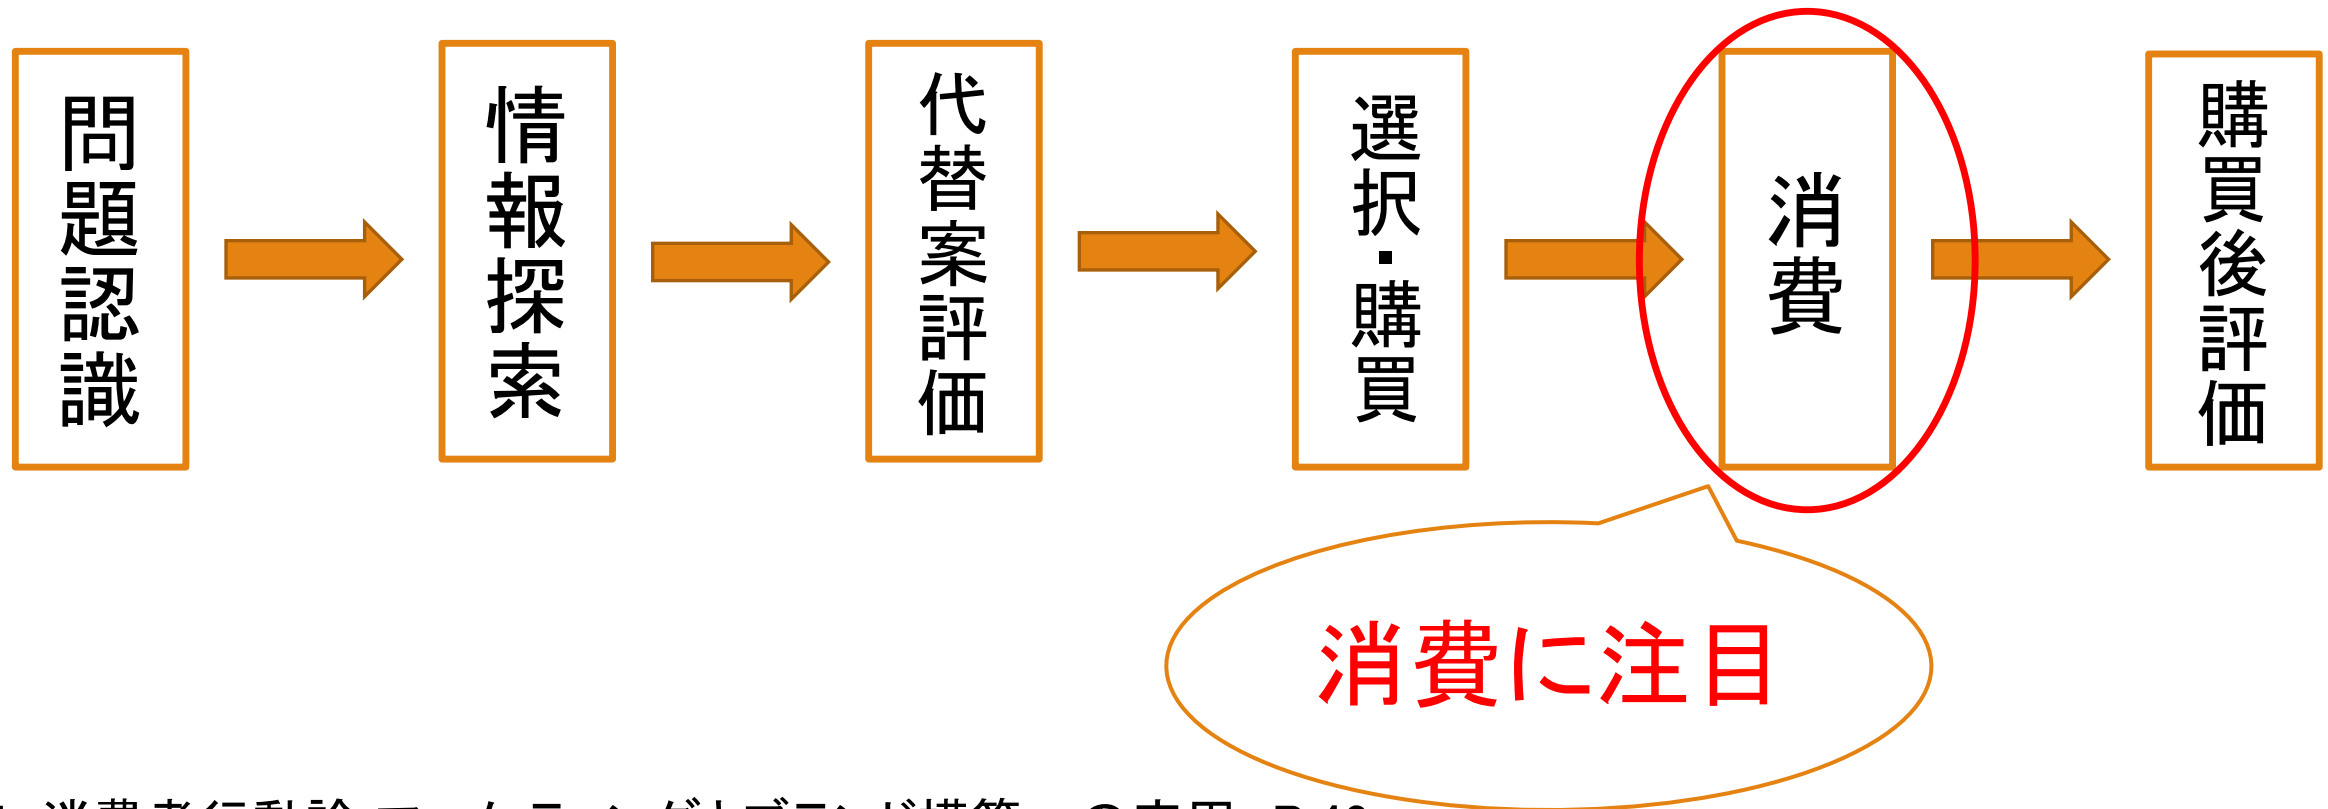 問題認識
情報探索
代替案評価
選択・購買
消費
購買後評価
消費に注目